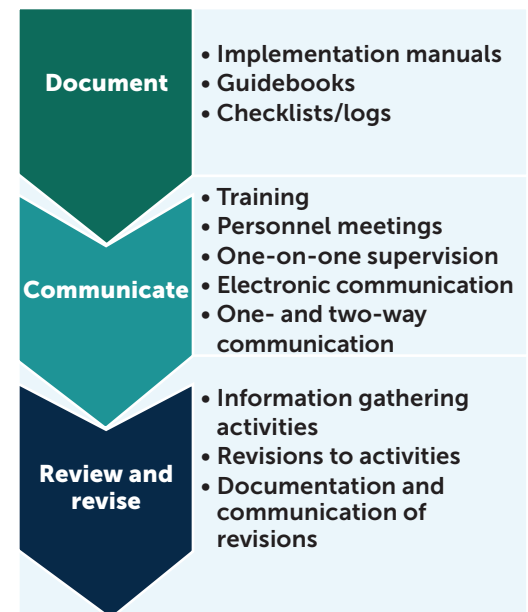 Document
• Implementation manuals
• Guidebooks
• Checklists/logs
Communicate
• Training
• Personnel meetings
• One-on-one supervision
• Electronic communication
• One- and two-way
communication
Review and
revise
• Information gathering
activities
• Revisions to activities
• Documentation and
communication of
revisions